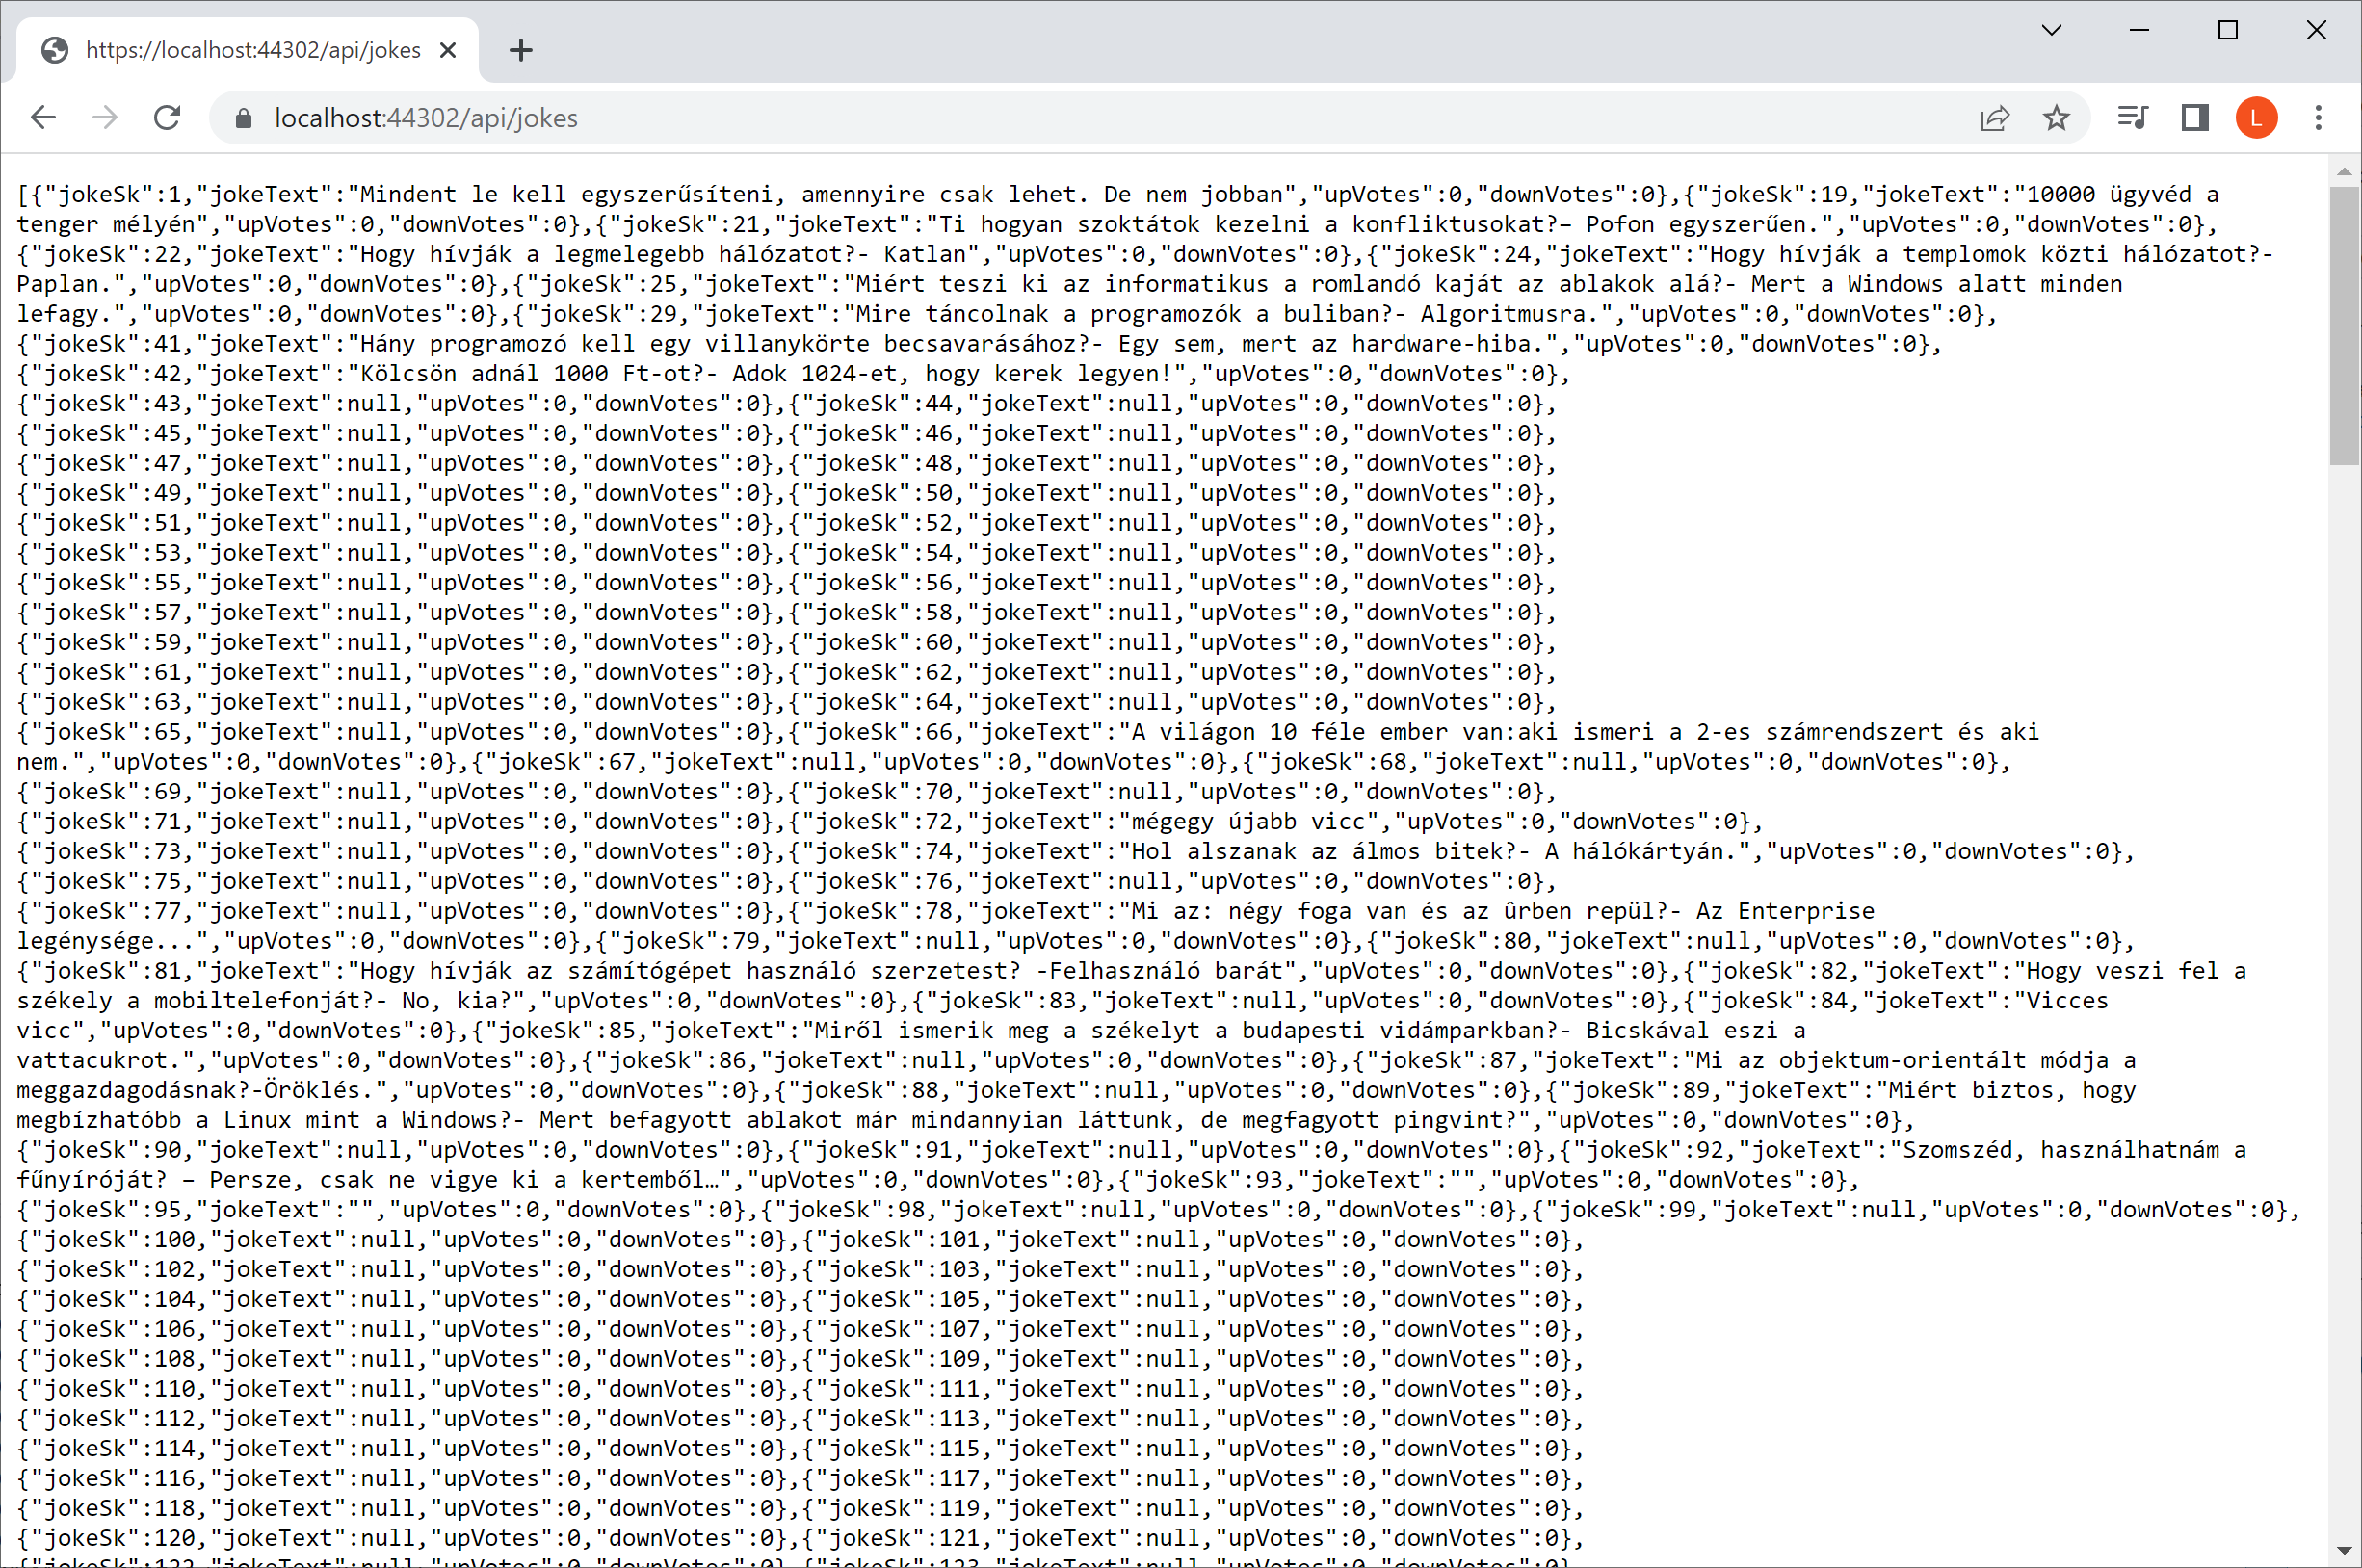 https://localhost:44302/api/jokes
localhost:44302/api/jokes
L
[{"jokeSk":1,"jokeText":"Mindent le kell egyszerűsíteni, amennyire csak lehet. De nem jobban","upVotes":0,"downVotes":0},{"jokeSk":19,"jokeText":"10000 ügyvéd a
tenger mélyén","upVotes":0,"downVotes":0},{"jokeSk":21,"jokeText":"Ti hogyan szoktátok kezelni a konfliktusokat?– Pofon egyszerűen.","upVotes":0,"downVotes":0},
{"jokeSk":22,"jokeText":"Hogy hívják a legmelegebb hálózatot?- Katlan","upVotes":0,"downVotes":0},{"jokeSk":24,"jokeText":"Hogy hívják a templomok közti hálózatot?-
Paplan.","upVotes":0,"downVotes":0},{"jokeSk":25,"jokeText":"Miért teszi ki az informatikus a romlandó kaját az ablakok alá?- Mert a Windows alatt minden
lefagy.","upVotes":0,"downVotes":0},{"jokeSk":29,"jokeText":"Mire táncolnak a programozók a buliban?- Algoritmusra.","upVotes":0,"downVotes":0},
{"jokeSk":41,"jokeText":"Hány programozó kell egy villanykörte becsavarásához?- Egy sem, mert az hardware-hiba.","upVotes":0,"downVotes":0},
{"jokeSk":42,"jokeText":"Kölcsön adnál 1000 Ft-ot?- Adok 1024-et, hogy kerek legyen!","upVotes":0,"downVotes":0},
{"jokeSk":43,"jokeText":null,"upVotes":0,"downVotes":0},{"jokeSk":44,"jokeText":null,"upVotes":0,"downVotes":0},
{"jokeSk":45,"jokeText":null,"upVotes":0,"downVotes":0},{"jokeSk":46,"jokeText":null,"upVotes":0,"downVotes":0},
{"jokeSk":47,"jokeText":null,"upVotes":0,"downVotes":0},{"jokeSk":48,"jokeText":null,"upVotes":0,"downVotes":0},
{"jokeSk":49,"jokeText":null,"upVotes":0,"downVotes":0},{"jokeSk":50,"jokeText":null,"upVotes":0,"downVotes":0},
{"jokeSk":51,"jokeText":null,"upVotes":0,"downVotes":0},{"jokeSk":52,"jokeText":null,"upVotes":0,"downVotes":0},
{"jokeSk":53,"jokeText":null,"upVotes":0,"downVotes":0},{"jokeSk":54,"jokeText":null,"upVotes":0,"downVotes":0},
{"jokeSk":55,"jokeText":null,"upVotes":0,"downVotes":0},{"jokeSk":56,"jokeText":null,"upVotes":0,"downVotes":0},
{"jokeSk":57,"jokeText":null,"upVotes":0,"downVotes":0},{"jokeSk":58,"jokeText":null,"upVotes":0,"downVotes":0},
{"jokeSk":59,"jokeText":null,"upVotes":0,"downVotes":0},{"jokeSk":60,"jokeText":null,"upVotes":0,"downVotes":0},
{"jokeSk":61,"jokeText":null,"upVotes":0,"downVotes":0},{"jokeSk":62,"jokeText":null,"upVotes":0,"downVotes":0},
{"jokeSk":63,"jokeText":null,"upVotes":0,"downVotes":0},{"jokeSk":64,"jokeText":null,"upVotes":0,"downVotes":0},
{"jokeSk":65,"jokeText":null,"upVotes":0,"downVotes":0},{"jokeSk":66,"jokeText":"A világon 10 féle ember van:aki ismeri a 2-es számrendszert és aki
nem.","upVotes":0,"downVotes":0},{"jokeSk":67,"jokeText":null,"upVotes":0,"downVotes":0},{"jokeSk":68,"jokeText":null,"upVotes":0,"downVotes":0},
{"jokeSk":69,"jokeText":null,"upVotes":0,"downVotes":0},{"jokeSk":70,"jokeText":null,"upVotes":0,"downVotes":0},
{"jokeSk":71,"jokeText":null,"upVotes":0,"downVotes":0},{"jokeSk":72,"jokeText":"mégegy újabb vicc","upVotes":0,"downVotes":0},
{"jokeSk":73,"jokeText":null,"upVotes":0,"downVotes":0},{"jokeSk":74,"jokeText":"Hol alszanak az álmos bitek?- A hálókártyán.","upVotes":0,"downVotes":0},
{"jokeSk":75,"jokeText":null,"upVotes":0,"downVotes":0},{"jokeSk":76,"jokeText":null,"upVotes":0,"downVotes":0},
{"jokeSk":77,"jokeText":null,"upVotes":0,"downVotes":0},{"jokeSk":78,"jokeText":"Mi az: négy foga van és az ûrben repül?- Az Enterprise
legénysége...","upVotes":0,"downVotes":0},{"jokeSk":79,"jokeText":null,"upVotes":0,"downVotes":0},{"jokeSk":80,"jokeText":null,"upVotes":0,"downVotes":0},
{"jokeSk":81,"jokeText":"Hogy hívják az számítógépet használó szerzetest? -Felhasználó barát","upVotes":0,"downVotes":0},{"jokeSk":82,"jokeText":"Hogy veszi fel a
székely a mobiltelefonját?- No, kia?","upVotes":0,"downVotes":0},{"jokeSk":83,"jokeText":null,"upVotes":0,"downVotes":0},{"jokeSk":84,"jokeText":"Vicces
vicc","upVotes":0,"downVotes":0},{"jokeSk":85,"jokeText":"Miről ismerik meg a székelyt a budapesti vidámparkban?- Bicskával eszi a
vattacukrot.","upVotes":0,"downVotes":0},{"jokeSk":86,"jokeText":null,"upVotes":0,"downVotes":0},{"jokeSk":87,"jokeText":"Mi az objektum-orientált módja a
meggazdagodásnak?-Öröklés.","upVotes":0,"downVotes":0},{"jokeSk":88,"jokeText":null,"upVotes":0,"downVotes":0},{"jokeSk":89,"jokeText":"Miért biztos, hogy
megbízhatóbb a Linux mint a Windows?- Mert befagyott ablakot már mindannyian láttunk, de megfagyott pingvint?","upVotes":0,"downVotes":0},
{"jokeSk":90,"jokeText":null,"upVotes":0,"downVotes":0},{"jokeSk":91,"jokeText":null,"upVotes":0,"downVotes":0},{"jokeSk":92,"jokeText":"Szomszéd, használhatnám a
fűnyíróját? – Persze, csak ne vigye ki a kertemből…","upVotes":0,"downVotes":0},{"jokeSk":93,"jokeText":"","upVotes":0,"downVotes":0},
{"jokeSk":95,"jokeText":"","upVotes":0,"downVotes":0},{"jokeSk":98,"jokeText":null,"upVotes":0,"downVotes":0},{"jokeSk":99,"jokeText":null,"upVotes":0,"downVotes":0},
{"jokeSk":100,"jokeText":null,"upVotes":0,"downVotes":0},{"jokeSk":101,"jokeText":null,"upVotes":0,"downVotes":0},
{"jokeSk":102,"jokeText":null,"upVotes":0,"downVotes":0},{"jokeSk":103,"jokeText":null,"upVotes":0,"downVotes":0},
{"jokeSk":104,"jokeText":null,"upVotes":0,"downVotes":0},{"jokeSk":105,"jokeText":null,"upVotes":0,"downVotes":0},
{"jokeSk":106,"jokeText":null,"upVotes":0,"downVotes":0},{"jokeSk":107,"jokeText":null,"upVotes":0,"downVotes":0},
{"jokeSk":108,"jokeText":null,"upVotes":0,"downVotes":0},{"jokeSk":109,"jokeText":null,"upVotes":0,"downVotes":0},
{"jokeSk":110,"jokeText":null,"upVotes":0,"downVotes":0},{"jokeSk":111,"jokeText":null,"upVotes":0,"downVotes":0},
{"jokeSk":112,"jokeText":null,"upVotes":0,"downVotes":0},{"jokeSk":113,"jokeText":null,"upVotes":0,"downVotes":0},
{"jokeSk":114,"jokeText":null,"upVotes":0,"downVotes":0},{"jokeSk":115,"jokeText":null,"upVotes":0,"downVotes":0},
{"jokeSk":116,"jokeText":null,"upVotes":0,"downVotes":0},{"jokeSk":117,"jokeText":null,"upVotes":0,"downVotes":0},
{"jokeSk":118,"jokeText":null,"upVotes":0,"downVotes":0},{"jokeSk":119,"jokeText":null,"upVotes":0,"downVotes":0},
{"jokeSk":120,"jokeText":null,"upVotes":0,"downVotes":0},{"jokeSk":121,"jokeText":null,"upVotes":0,"downVotes":0},